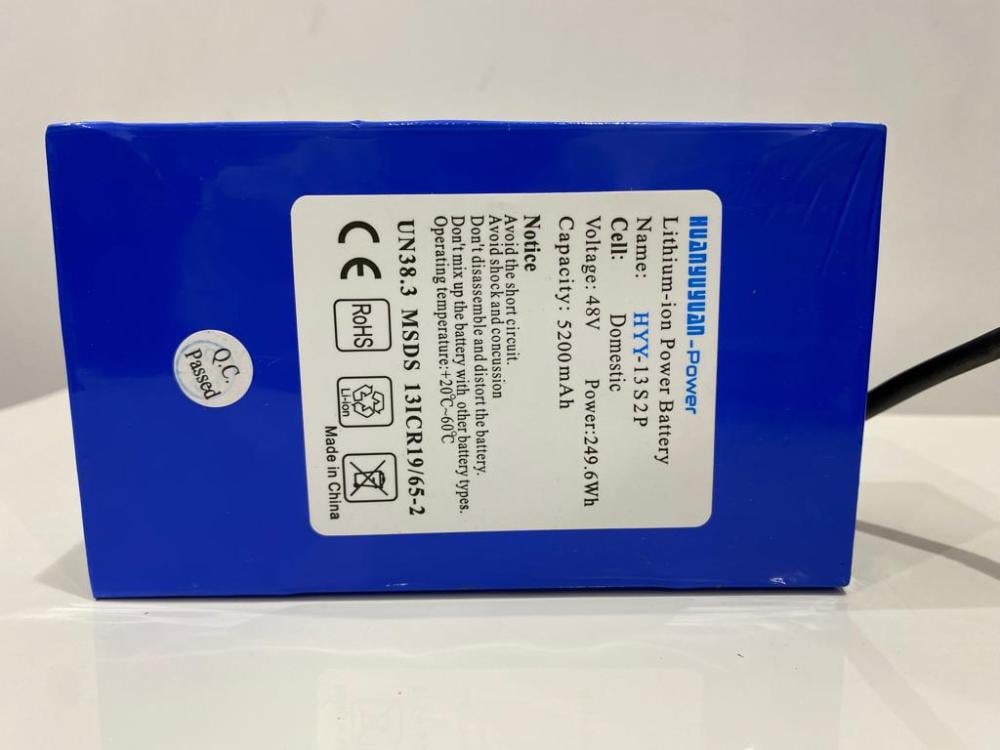 HUANYUYUAN-Power
Lithium-ion Power Battery
Name: HYY-13S2P
Cell: Domestic
Voltage: 48V Power:249.6Wh
Capacity: 5200mAh
Notice
Avoid the short circuit.
Avoid shock and concussion
Don't disassemble and distort the battery.
Don't mix up the battery with other battery types.
Operating temperature:+20℃~60℃
UN38.3 MSDS 13ICR19/65-2
CE RoHS Li-ion
Made in China
Q.C.
Passed